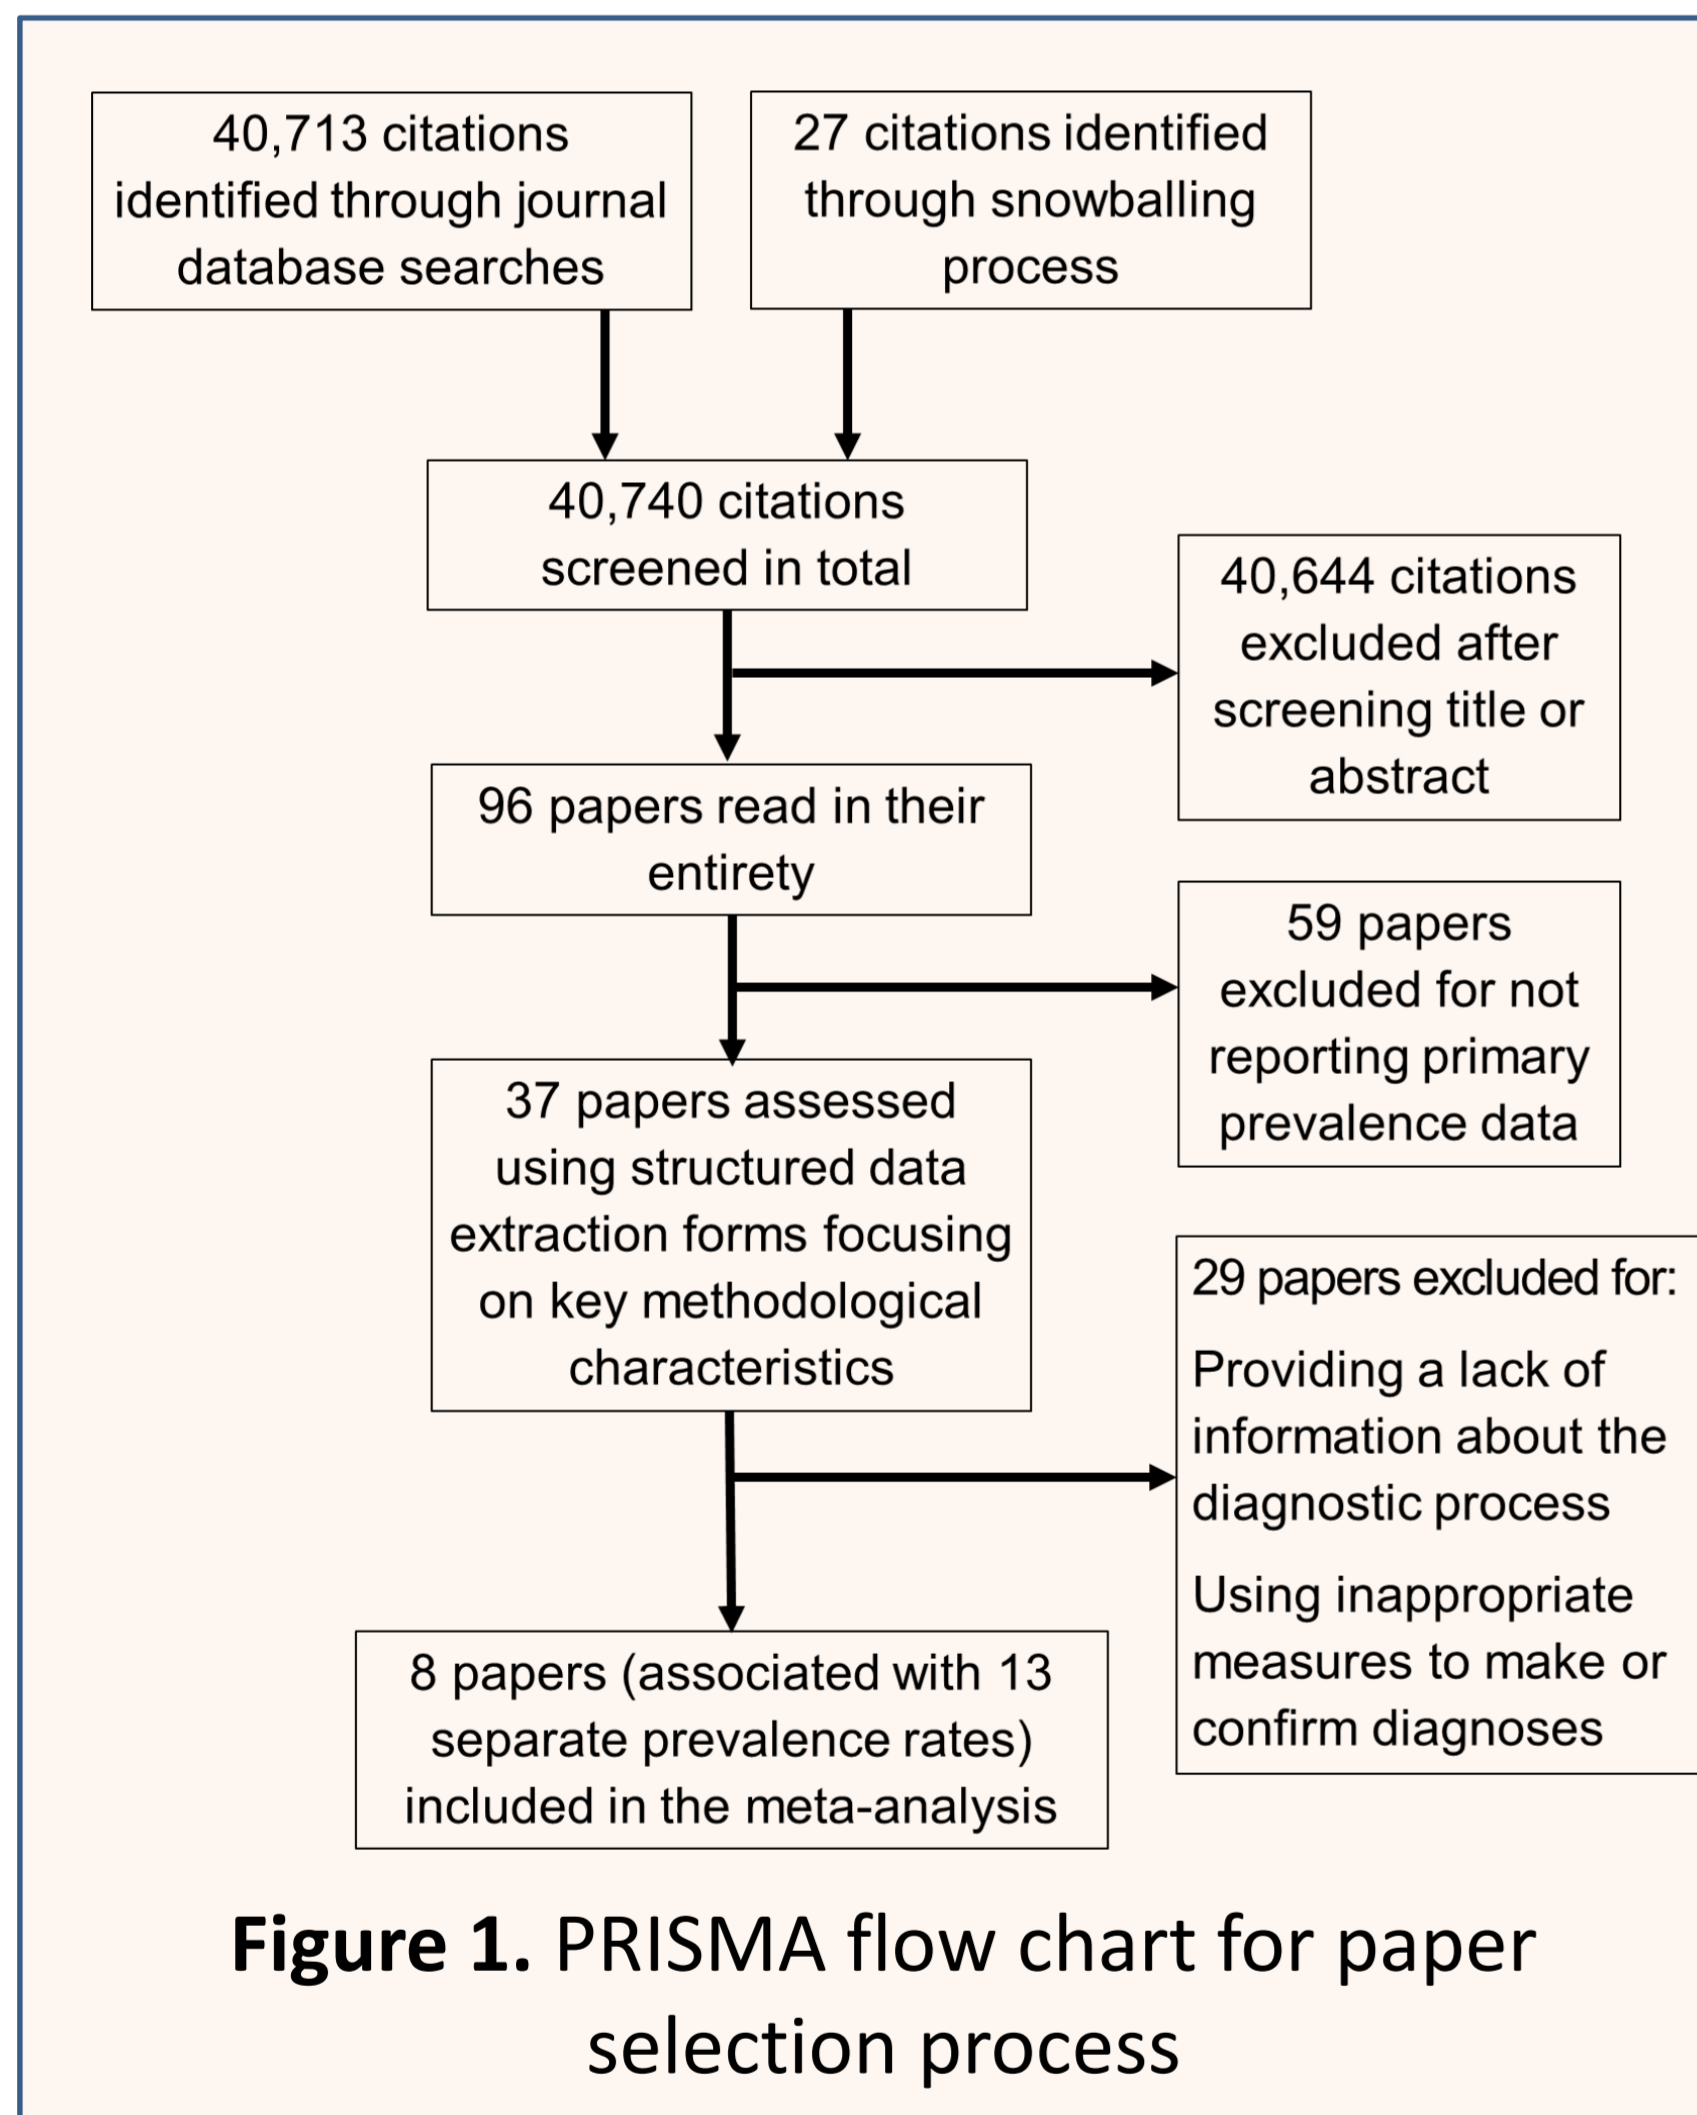 40,713 citations
identified through journal
database searches
27 citations identified
through snowballing
process
40,740 citations
screened in total
40,644 citations
excluded after
screening title or
abstract
96 papers read in their
entirety
59 papers
excluded for not
reporting primary
prevalence data
37 papers assessed
using structured data
extraction forms focusing
on key methodological
characteristics
29 papers excluded for:
Providing a lack of
information about the
diagnostic process
Using inappropriate
measures to make or
confirm diagnoses
8 papers (associated with 13
separate prevalence rates)
included in the meta-analysis
Figure 1. PRISMA flow chart for paper
selection process